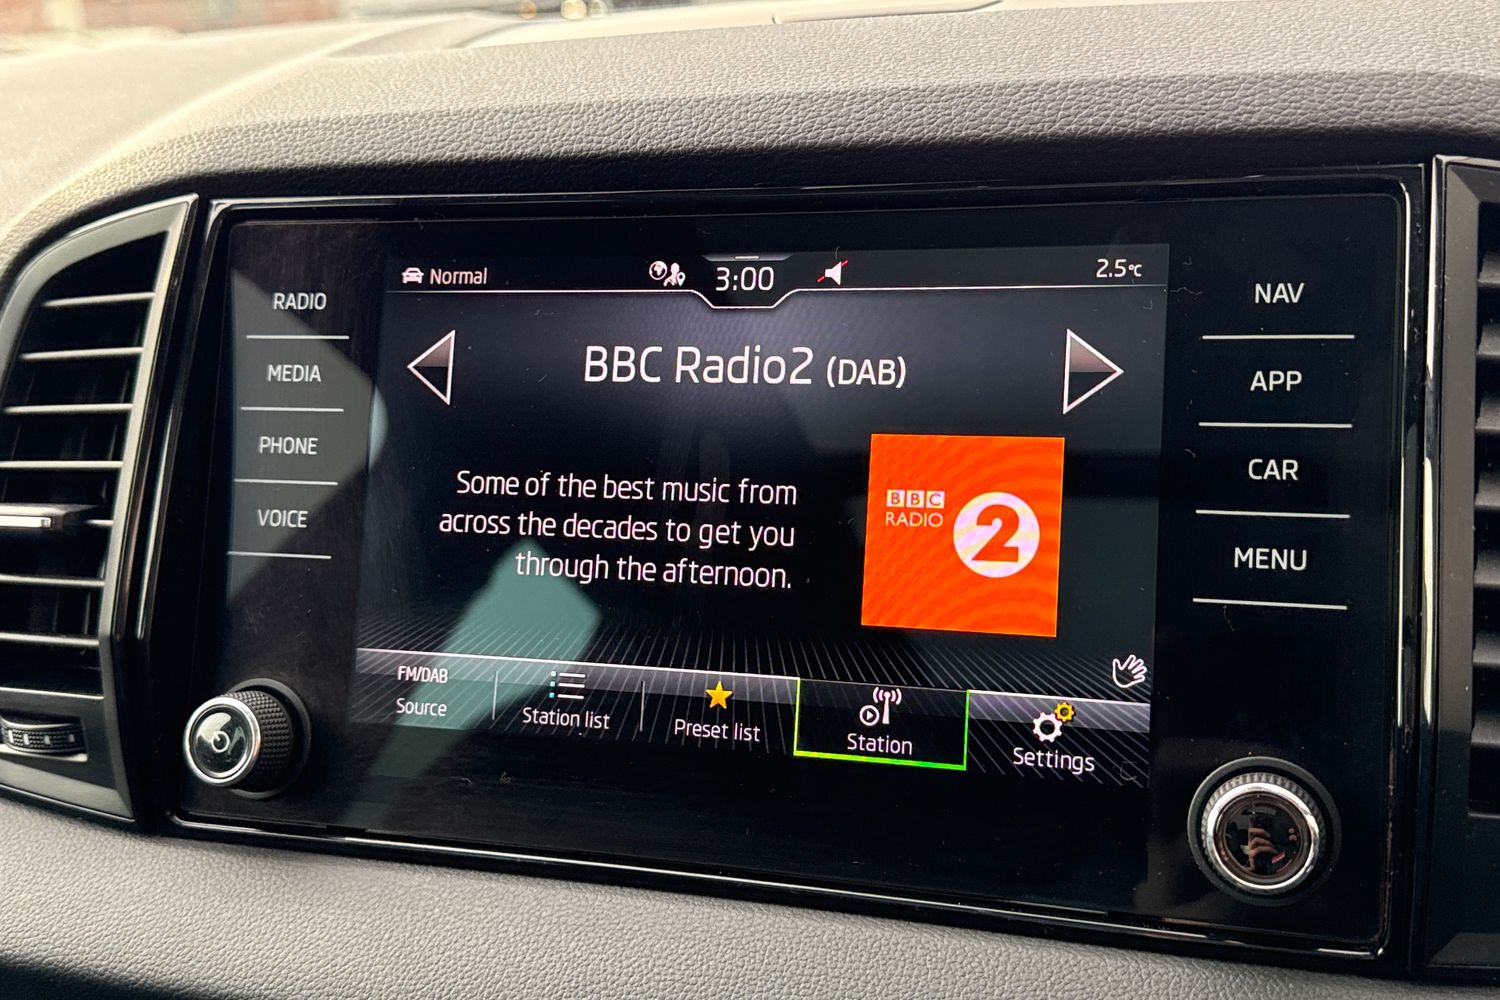 Normal
3:00
2.5°C
RADIO
MEDIA
PHONE
VOICE
BBC Radio2 (DAB)
Some of the best music from
across the decades to get you
through the afternoon.
BBC
RADIO
2
FM/DAB
Source
Station list
Preset list
Station
Settings
NAV
APP
CAR
MENU